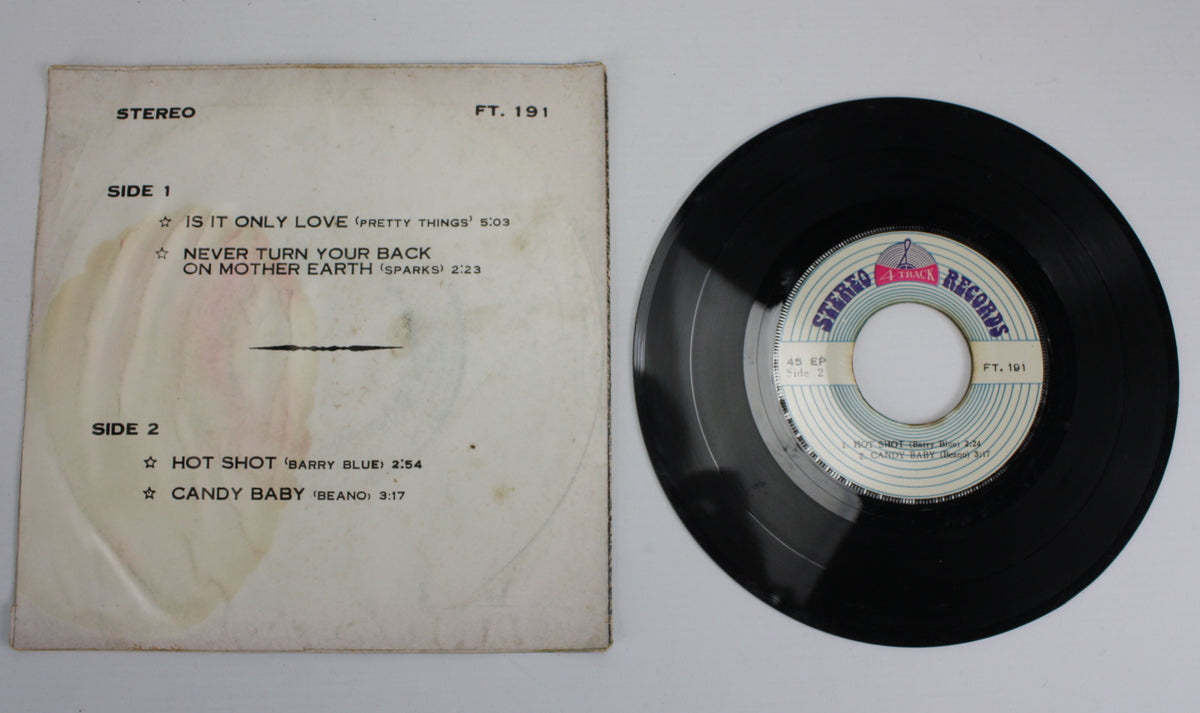 STEREO FT. 191
SIDE 1
☆ IS IT ONLY LOVE (PRETTY THINGS) 5:03
☆ NEVER TURN YOUR BACK
ON MOTHER EARTH (SPARKS) 2:23
SIDE 2
☆ HOT SHOT (BARRY BLUE) 2:54
☆ CANDY BABY (BEANO) 3:17
4 TRACK
STEREO RECORDS
45 EP
Side 2
FT. 191
1. HOT SHOT (Barry Blue) 2:24
2. CANDY BABY (Beano) 3:17